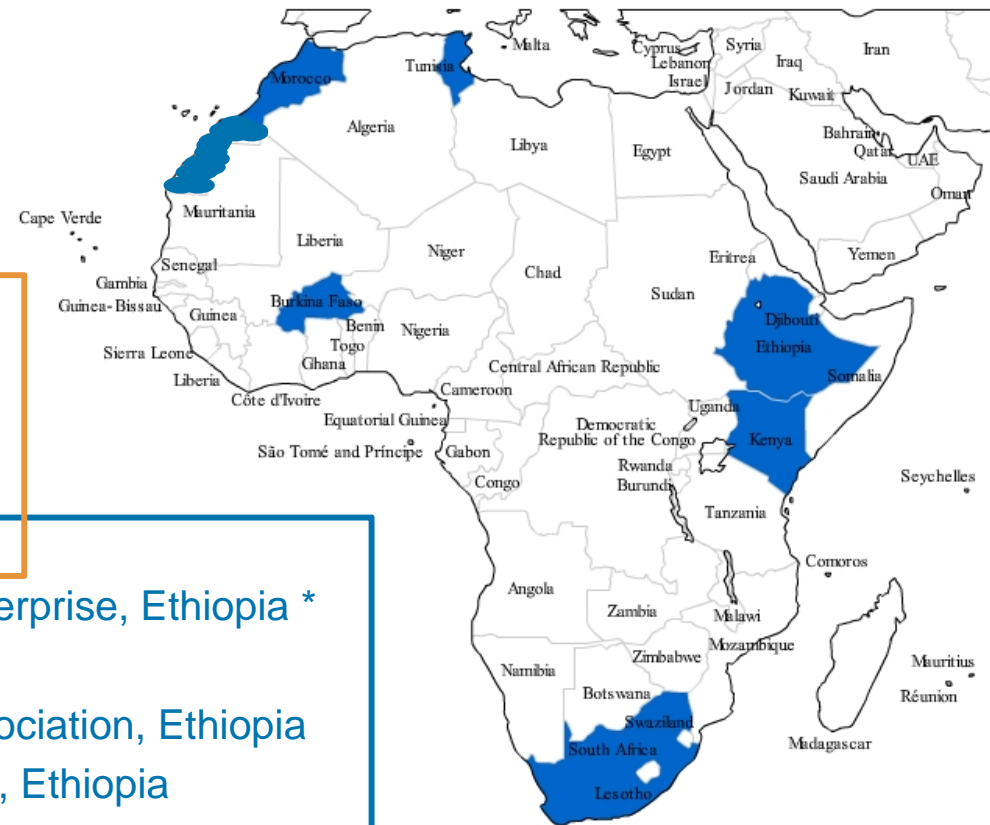 Malta
Cyprus
Syria
Iran
Tunisia
Lebanon
Iraq
Morocco
Israel
Jordan
Kuwait
Algeria
Libya
Egypt
Bahrain
Qatar
UAE
Saudi Arabia
Oman
Mauritania
Cape Verde
Liberia
Niger
Eritrea
Yemen
Senegal
Chad
Gambia
Sudan
Guinea-Bissau
Burkina Faso
Guinea
Benin
Nigeria
Djibouti
Togo
Ethiopia
Sierra Leone
Ghana
Central African Republic
Somalia
Liberia
Cameroon
Côte d'Ivoire
Uganda
Equatorial Guinea
Democratic
Republic of the Congo
Kenya
São Tomé and Príncipe
Gabon
Rwanda
Congo
Burundi
Seychelles
Tanzania
Comoros
Angola
erprise, Ethiopia *
Zambia
Malawi
Mozambique
Zimbabwe
Mauritius
Namibia
Botswana
Réunion
ociation, Ethiopia
Swaziland
South Africa
Madagascar
, Ethiopia
Lesotho